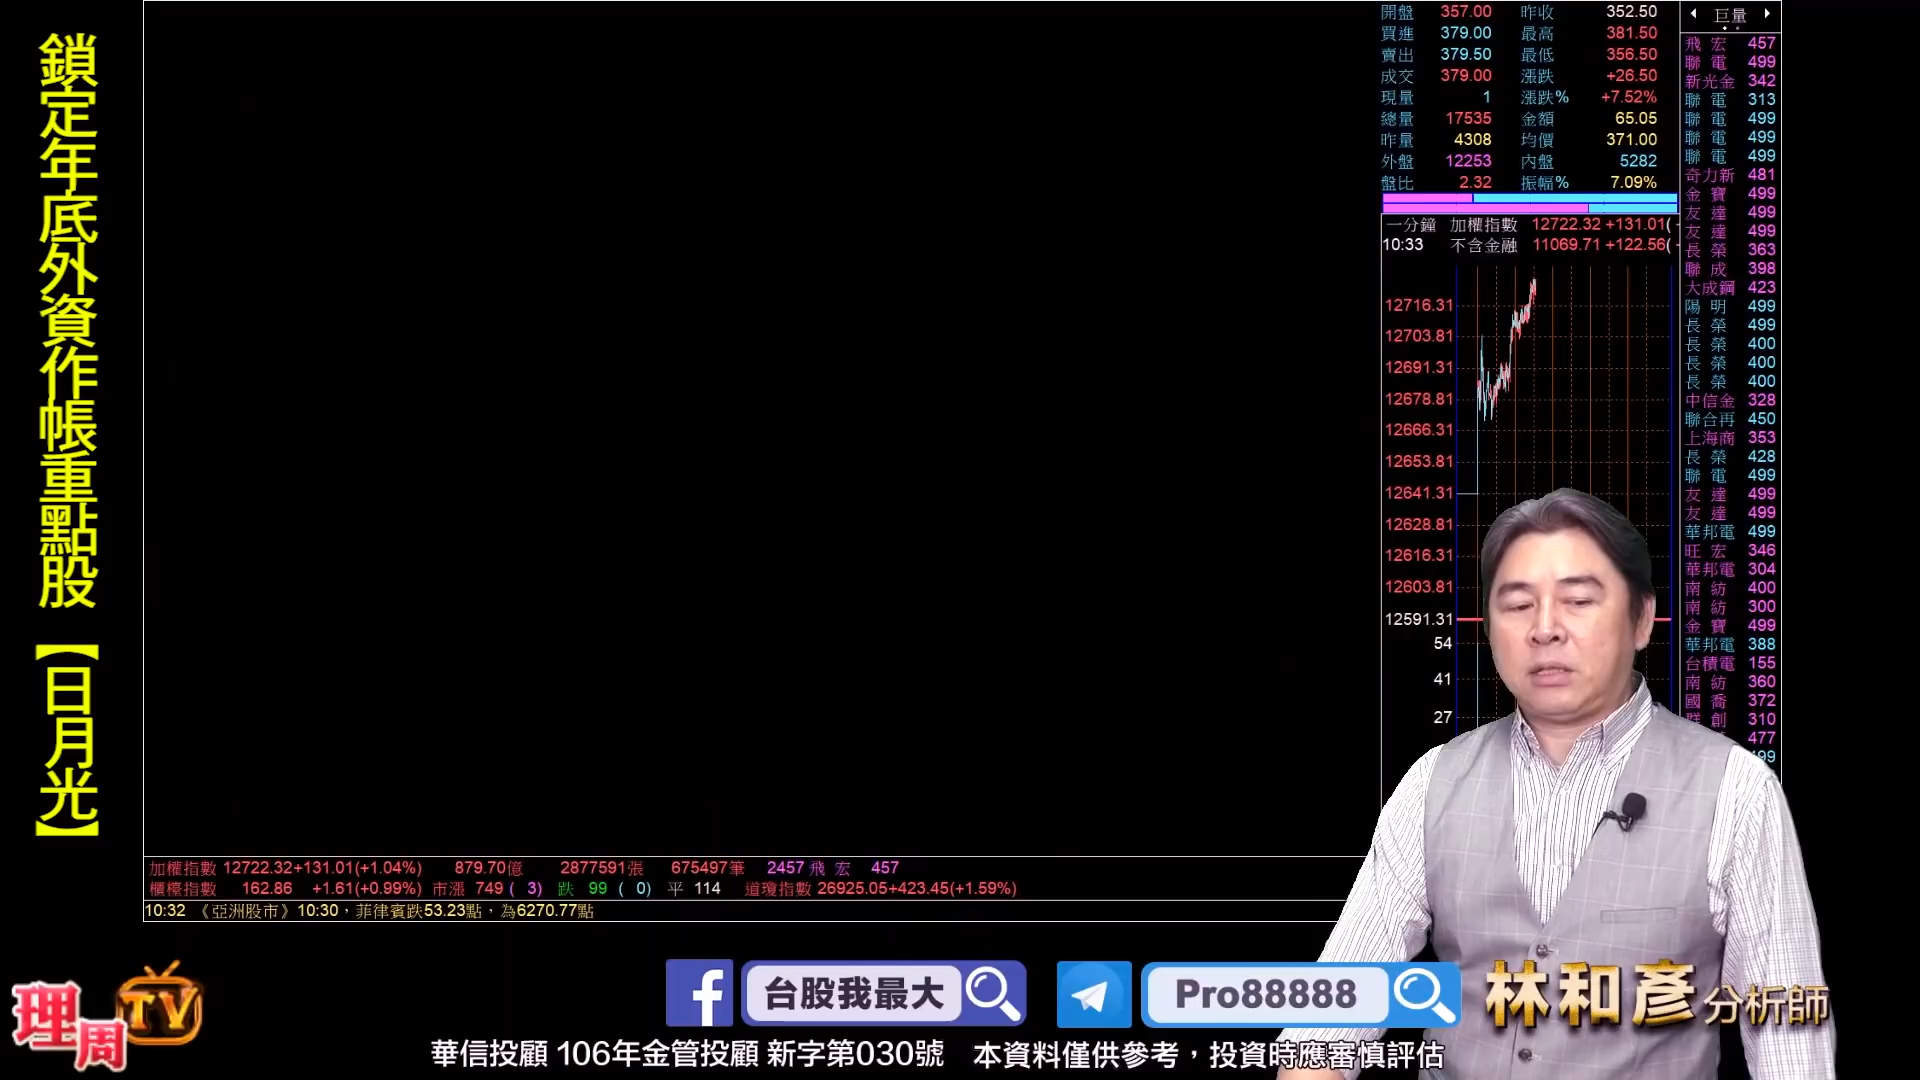 鎖定年底外資作帳重點股【日月光】
開盤 357.00 昨收 352.50
買進 379.00 最高 381.50
賣出 379.50 最低 356.50
成交 379.00 漲跌 +26.50
現量 1 漲跌% +7.52%
總量 17535 金額 65.05
昨量 4308 均價 371.00
外盤 12253 內盤 5282
盤比 2.32 振幅% 7.09%
一分鐘 加權指數 12722.32 +131.01(
10:33 不含金融 11069.71 +122.56(
12716.31
12703.81
12691.31
12678.81
12666.31
12653.81
12641.31
12628.81
12616.31
12603.81
12591.31
54
41
27
巨量
飛宏 457
聯電 499
新光金 342
聯電 313
聯電 499
聯電 499
聯電 499
奇力新 481
金寶 499
友達 499
友達 499
長榮 363
聯成 398
大成鋼 423
陽明 499
長榮 499
長榮 400
長榮 400
長榮 400
中信金 328
聯合再 450
上海商 353
長榮 428
聯電 499
友達 499
友達 499
華邦電 499
旺宏 346
華邦電 304
南紡 400
南紡 300
金寶 499
華邦電 388
台積電 155
南紡 360
國喬 372
群創 310
477
加權指數 12722.32+131.01(+1.04%) 879.70億 2877591張 675497筆 2457 飛宏 457
櫃檯指數 162.86 +1.61(+0.99%) 市漲 749 ( 3) 跌 99 ( 0) 平 114 道瓊指數 26925.05+423.45(+1.59%)
10:32 《亞洲股市》10:30，菲律賓跌53.23點，為6270.77點
理周TV
f 台股我最大
Pro88888
林和彥分析師
華信投顧 106年金管投顧 新字第030號 本資料僅供參考，投資時應審慎評估